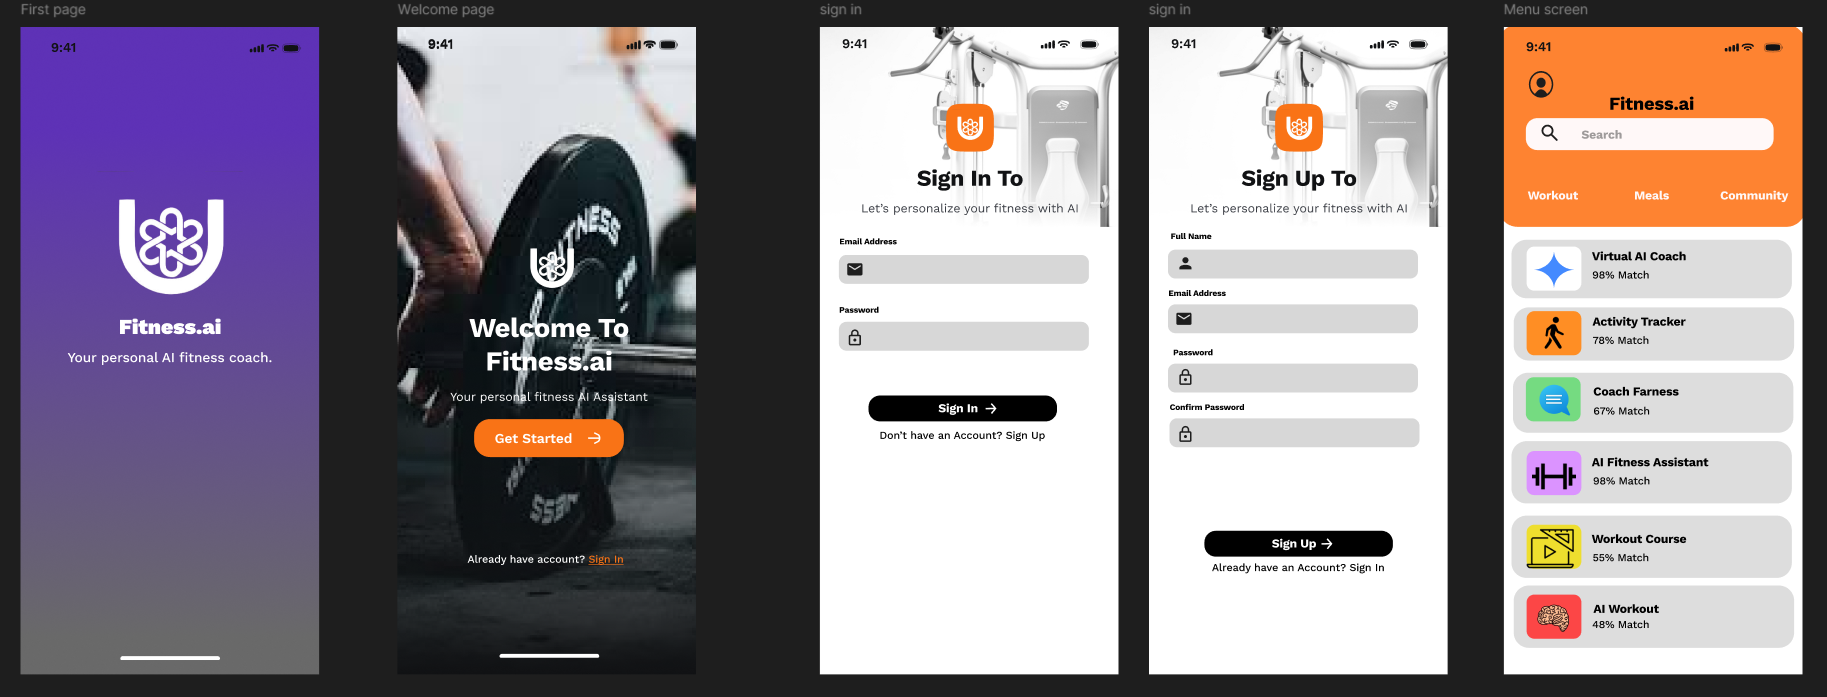 First page
9:41
Fitness.ai
Your personal AI fitness coach.
Welcome page
9:41
FITNESS
Welcome To
Fitness.ai
Your personal fitness AI Assistant
Get Started
Already have account? Sign In
sign in
9:41
Sign In To
Let's personalize your fitness with AI
Email Address
Password
Sign In
Don't have an Account? Sign Up
sign in
9:41
Sign Up To
Let's personalize your fitness with AI
Full Name
Email Address
Password
Confirm Password
Sign Up
Already have an Account? Sign In
Menu screen
9:41
Fitness.ai
Search
Workout Meals Community
Virtual AI Coach
98% Match
Activity Tracker
78% Match
Coach Farness
67% Match
AI Fitness Assistant
98% Match
Workout Course
55% Match
AI Workout
48% Match